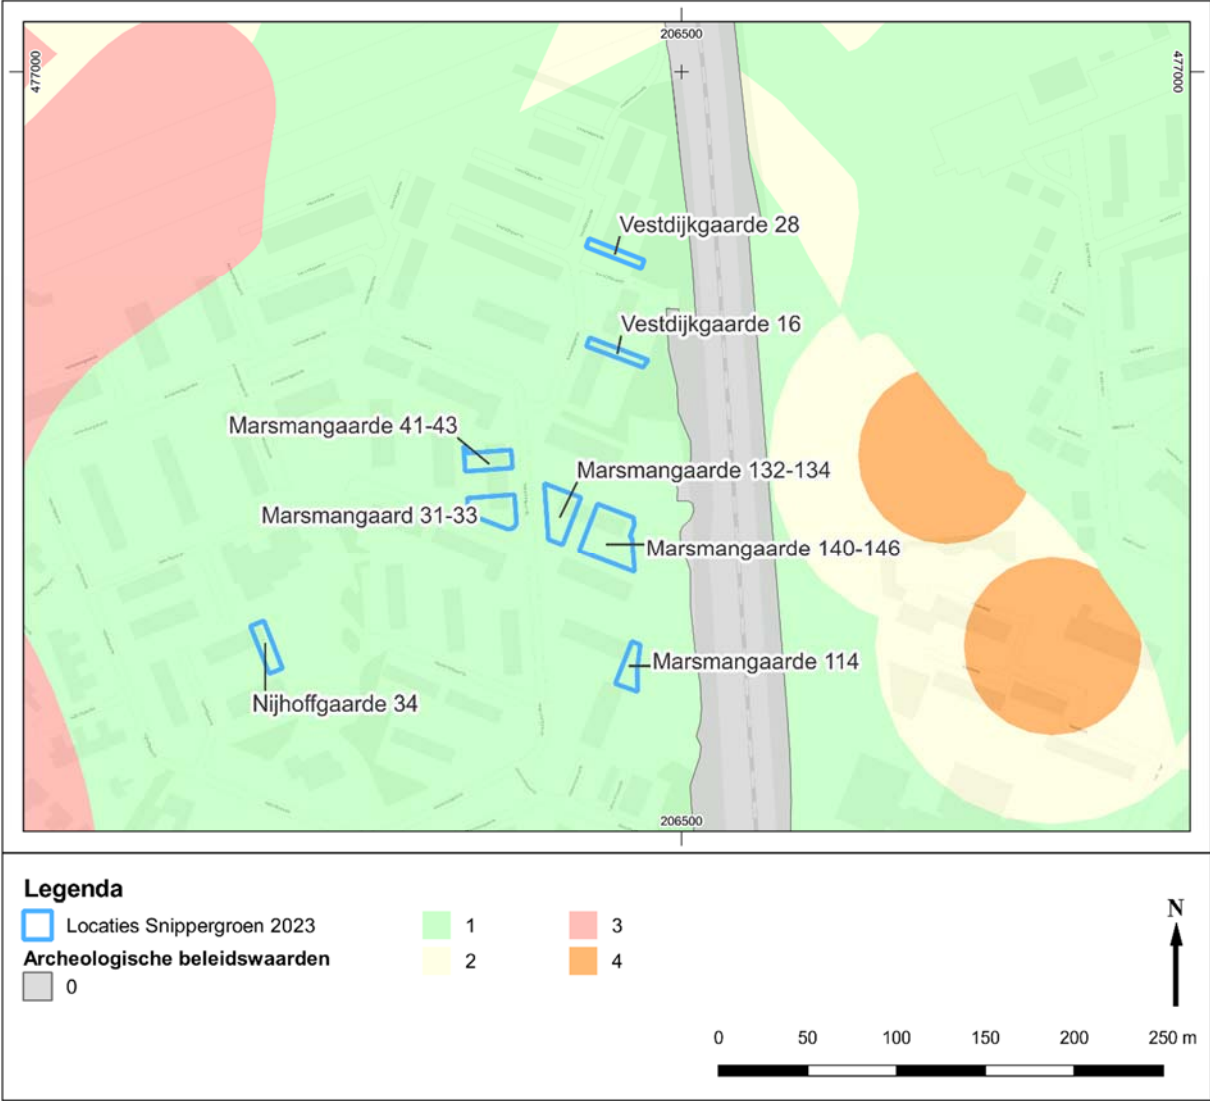 206500
477000
477000
Vestdijkgaarde 28
Vestdijkgaarde 16
Marsmangaarde 41-43
Marsmangaarde 132-134
Marsmangaard 31-33
Marsmangaarde 140-146
Marsmangaarde 114
Nijhoffgaarde 34
206500
Legenda
Locaties Snippergroen 2023
Archeologische beleidswaarden
0
1
2
3
4
N
0 50 100 150 200 250 m